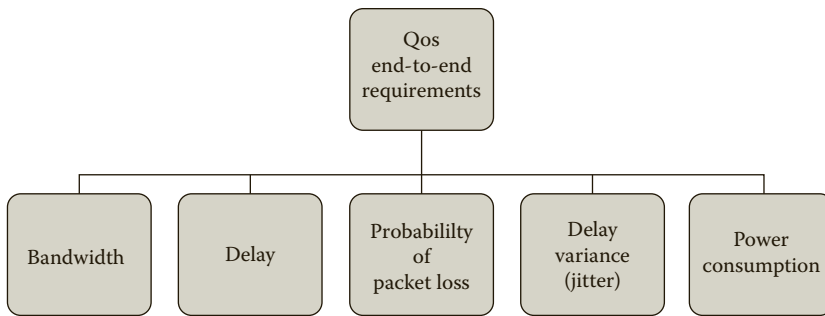 Qos
end-to-end
requirements
Bandwidth
Delay
Probabililty
of
packet loss
Delay
variance
(jitter)
Power
consumption